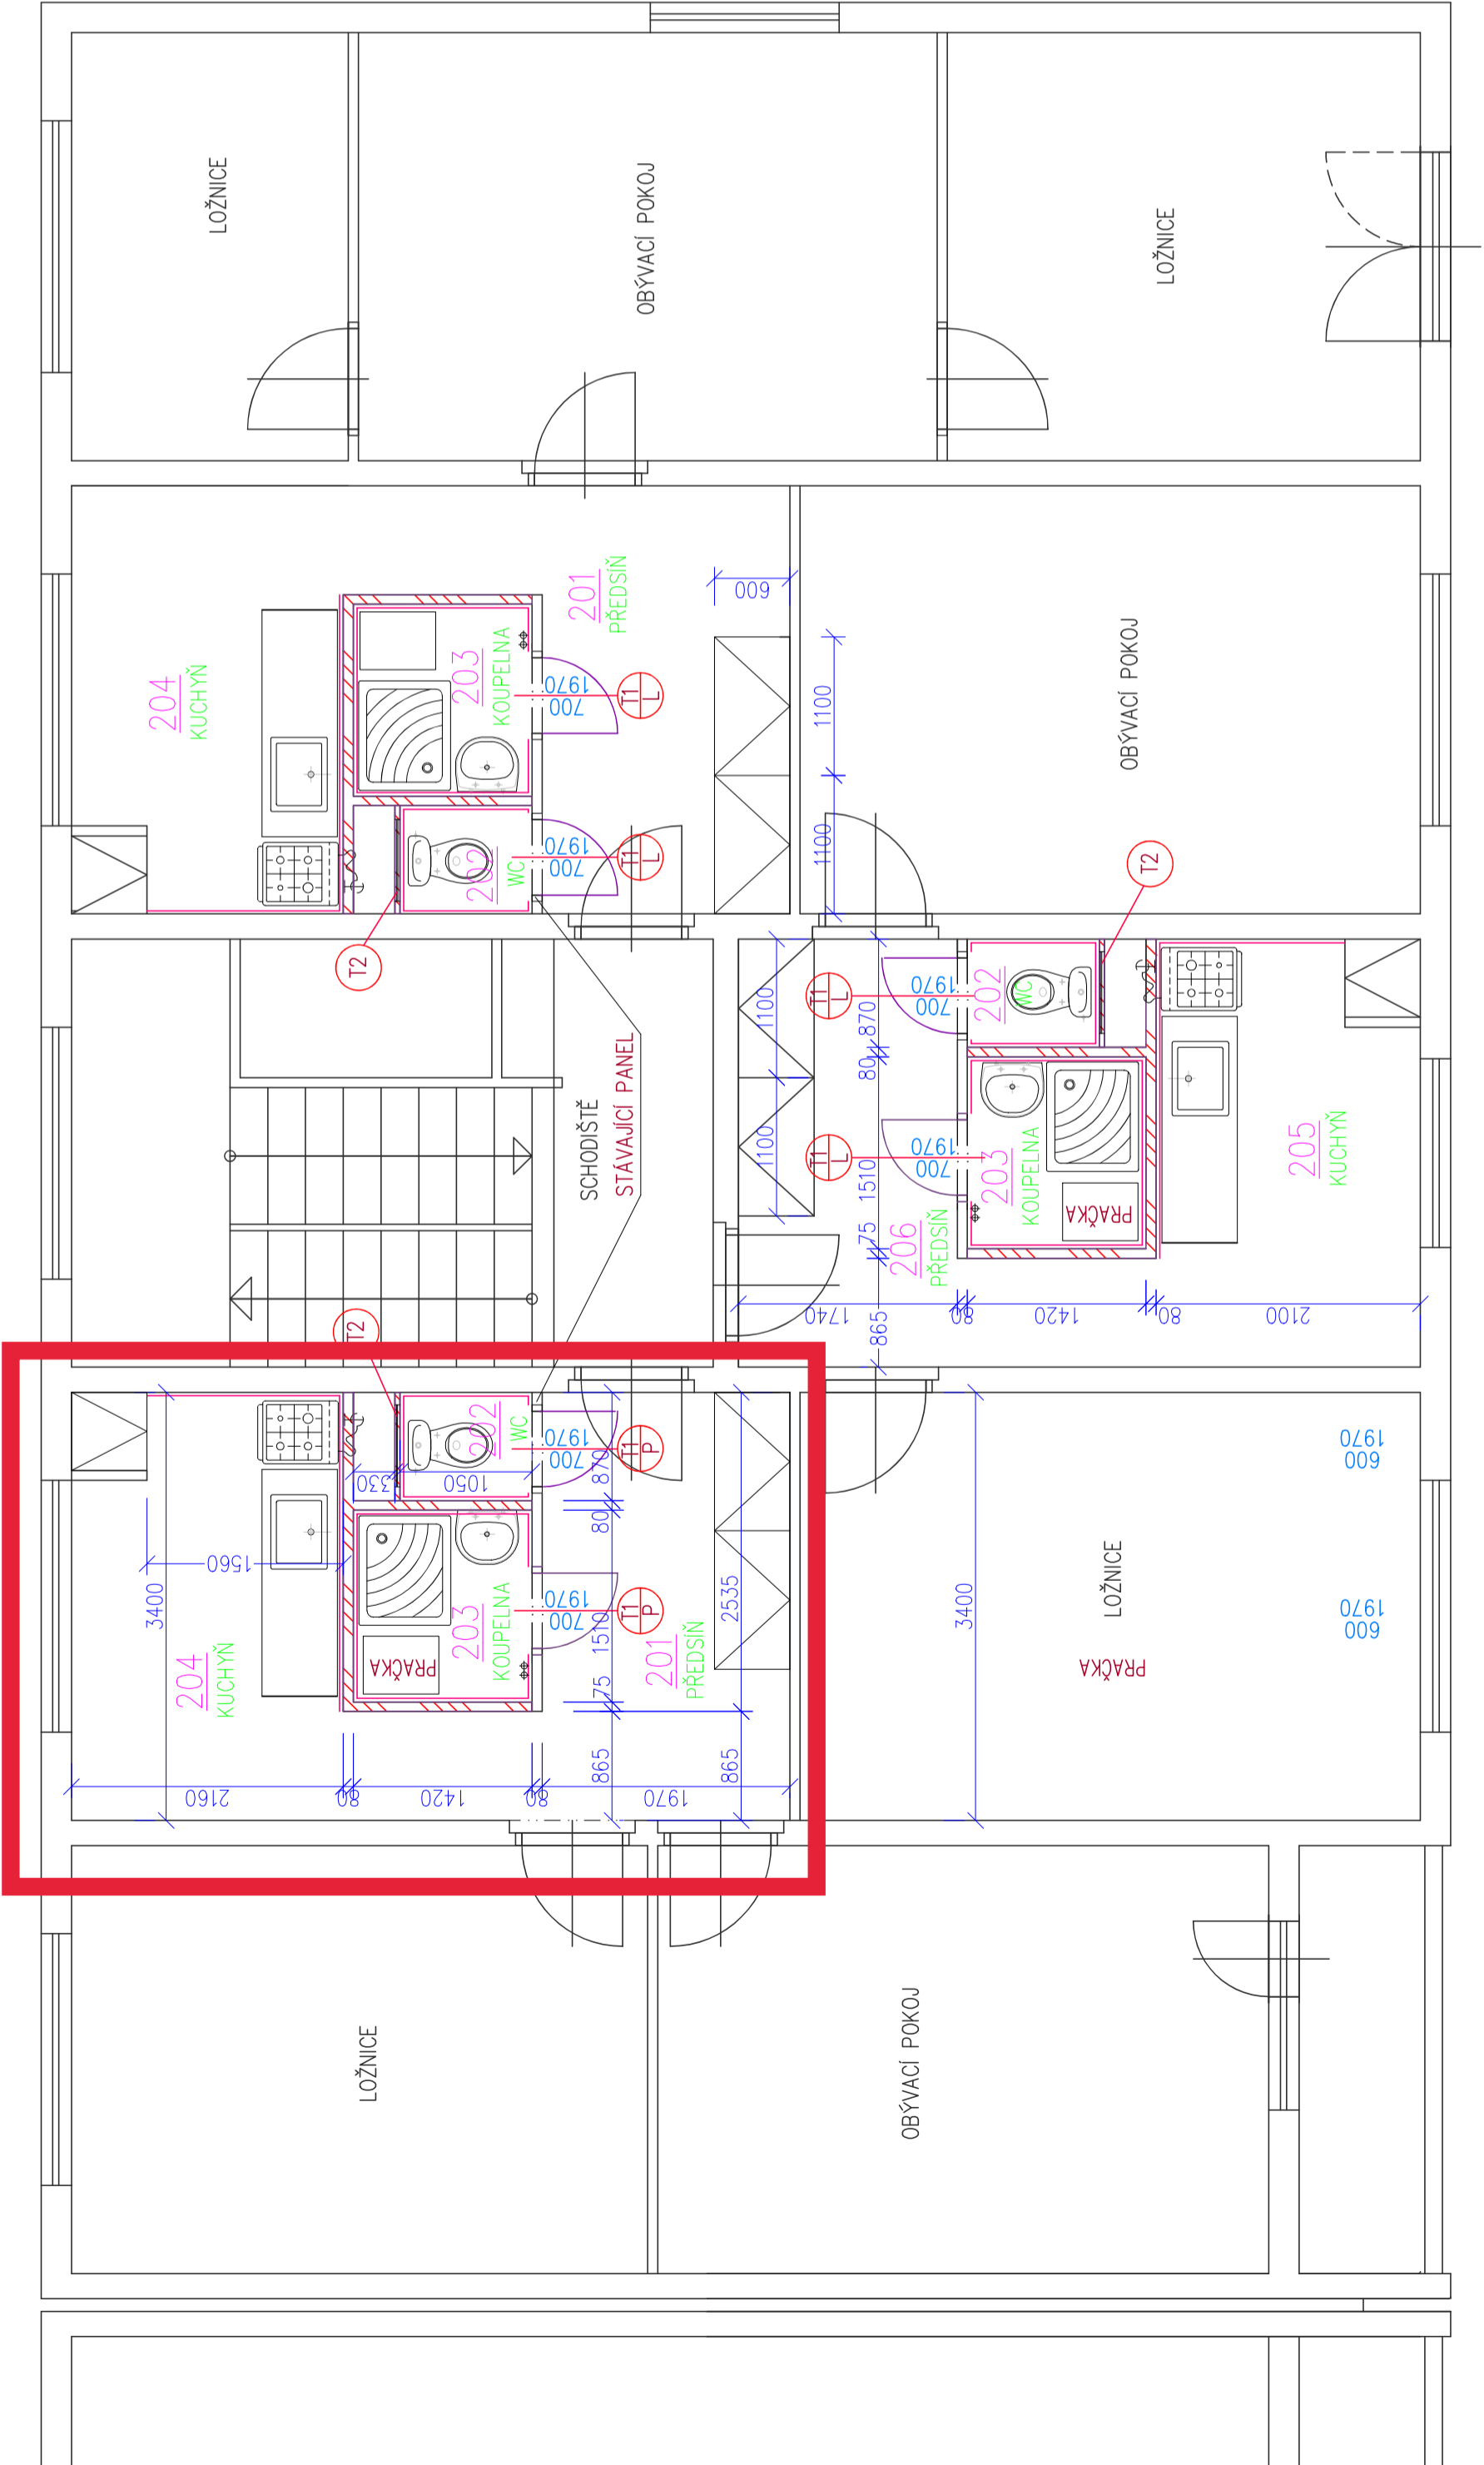 LOŽNICE
OBÝVACÍ POKOJ
LOŽNICE
201
PŘEDSÍŇ
600
204
KUCHYŇ
203
KOUPELNA
700
1970
T1
L
1100
OBÝVACÍ POKOJ
202
WC
700
1970
T1
L
1100
T2
T2
202
WC
700
1970
T1
L
1100
870
80
SCHODIŠTĚ
STÁVAJÍCÍ PANEL
203
KOUPELNA
700
1970
T1
L
1100
1510
75
PRAČKA
205
KUCHYŇ
206
PŘEDSÍŇ
1740
80
1420
80
2100
865
T2
202
WC
700
1970
T1
P
870
330
1050
80
600
1970
1560
3400
203
KOUPELNA
700
1970
T1
P
1510
75
2535
PRAČKA
204
KUCHYŇ
201
PŘEDSÍŇ
3400
LOŽNICE
PRAČKA
600
1970
2160
80
1420
80
1970
865
865
LOŽNICE
OBÝVACÍ POKOJ